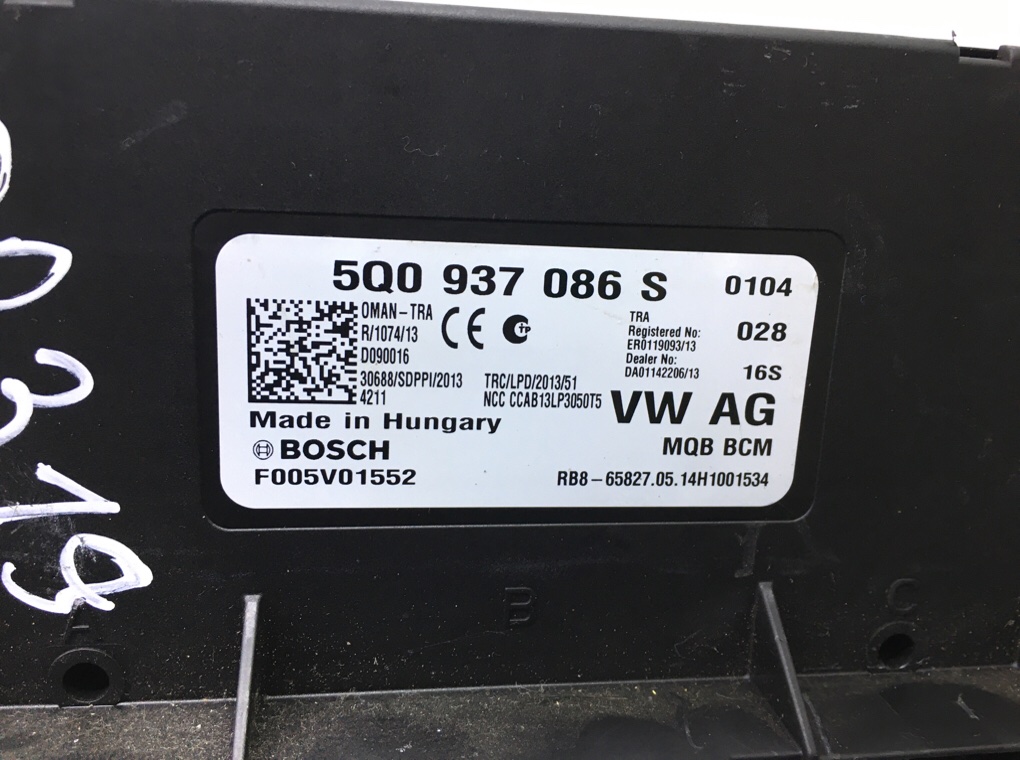 5Q0 937 086 S 0104
OMAN-TRA
R/1074/13
D090016
CE
TRA
Registered No:
ER0119093/13
Dealer No:
DA01142206/13
028
16S
30688/SDPPI/2013
4211
TRC/LPD/2013/51
NCC CCAB13LP3050T5
VW AG
Made in Hungary
BOSCH
MQB BCM
F005V01552
RB8-65827.05.14H1001534
B
C